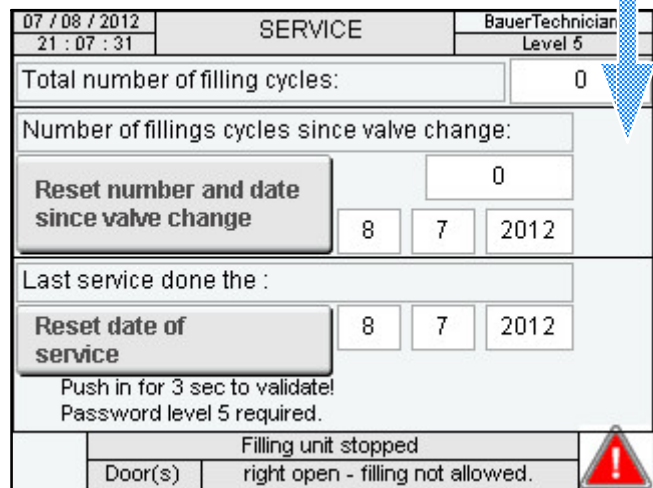 07 / 08 / 2012
21 : 07 : 31
SERVICE
BauerTechnician
Level 5
Total number of filling cycles:
0
Number of fillings cycles since valve change:
Reset number and date
since valve change
0
8 7 2012
Last service done the :
Reset date of
service
8 7 2012
Push in for 3 sec to validate!
Password level 5 required.
Filling unit stopped
Door(s) right open - filling not allowed.